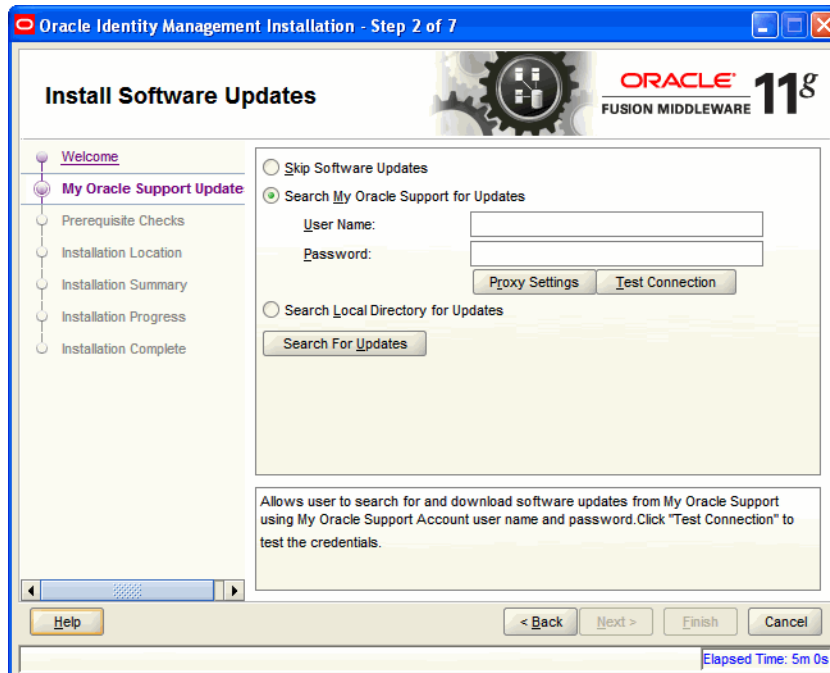 Oracle Identity Management Installation - Step 2 of 7
Install Software Updates
ORACLE
FUSION MIDDLEWARE
11g
Welcome
My Oracle Support Update
Prerequisite Checks
Installation Location
Installation Summary
Installation Progress
Installation Complete
Skip Software Updates
Search My Oracle Support for Updates
User Name:
Password:
Proxy Settings
Test Connection
Search Local Directory for Updates
Search For Updates
Allows user to search for and download software updates from My Oracle Support
using My Oracle Support Account user name and password.Click "Test Connection" to
test the credentials.
Help
< Back
Next >
Finish
Cancel
Elapsed Time: 5m 0s